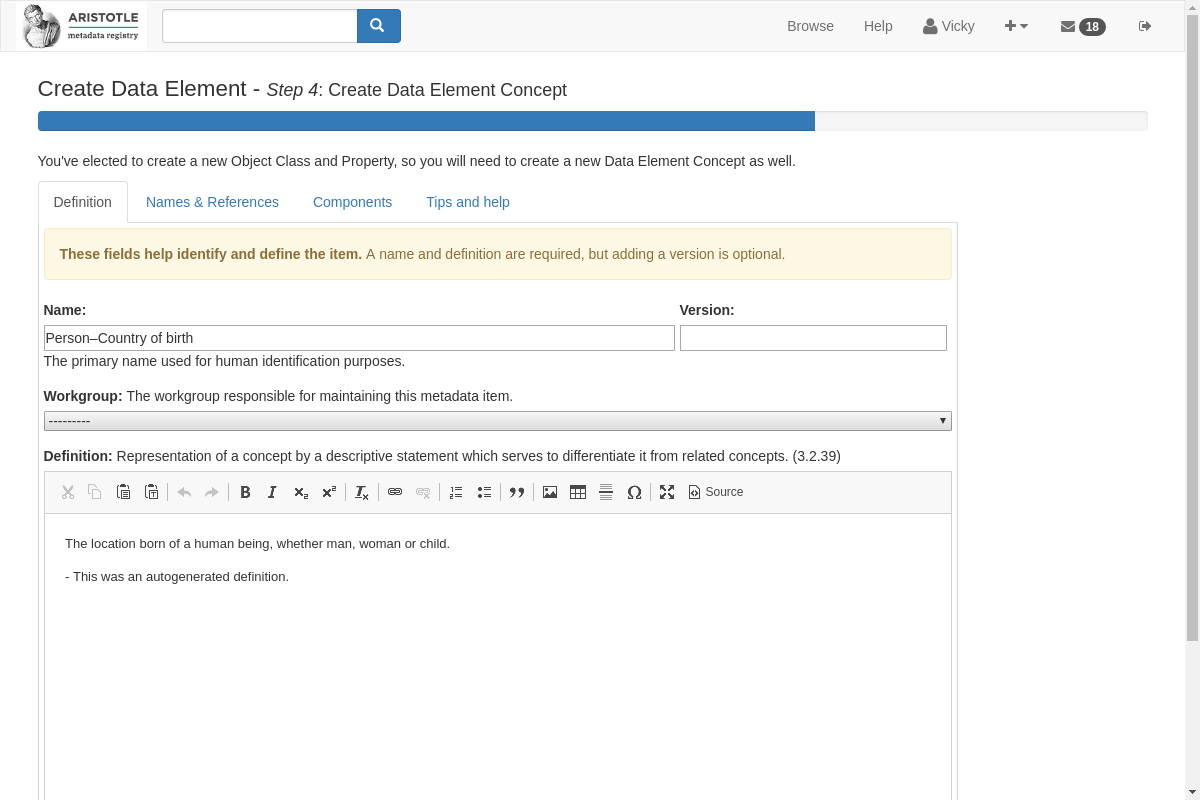 ARISTOTLE
metadata registry
Browse Help Vicky 18
Create Data Element - Step 4: Create Data Element Concept
You've elected to create a new Object Class and Property, so you will need to create a new Data Element Concept as well.
Definition Names & References Components Tips and help
These fields help identify and define the item. A name and definition are required, but adding a version is optional.
Name: Version:
Person–Country of birth
The primary name used for human identification purposes.
Workgroup: The workgroup responsible for maintaining this metadata item.
---------
Definition: Representation of a concept by a descriptive statement which serves to differentiate it from related concepts. (3.2.39)
Source
The location born of a human being, whether man, woman or child.
- This was an autogenerated definition.